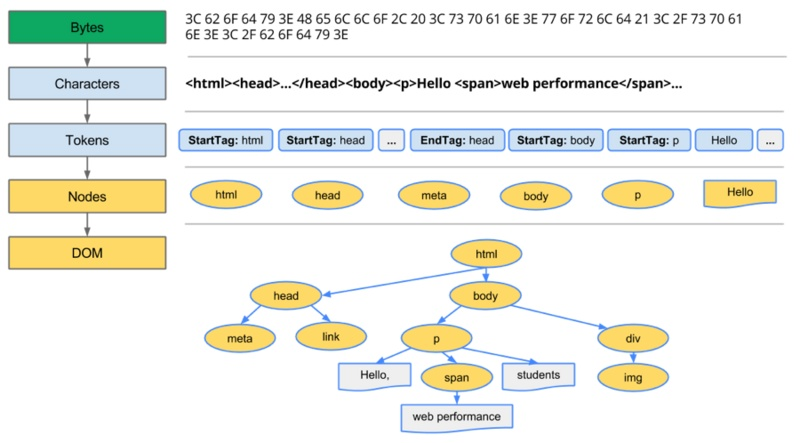 Bytes
3C 62 6F 64 79 3E 48 65 6C 6C 6F 2C 20 3C 73 70 61 6E 3E 77 6F 72 6C 64 21 3C 2F 73 70 61
6E 3E 3C 2F 62 6F 64 79 3E
Characters
<html><head>...</head><body><p>Hello <span>web performance</span>...
Tokens
StartTag: html
StartTag: head
...
EndTag: head
StartTag: body
StartTag: p
Hello
...
Nodes
html
head
meta
body
p
Hello
DOM
html
head
body
meta
link
p
div
Hello,
span
students
img
web performance